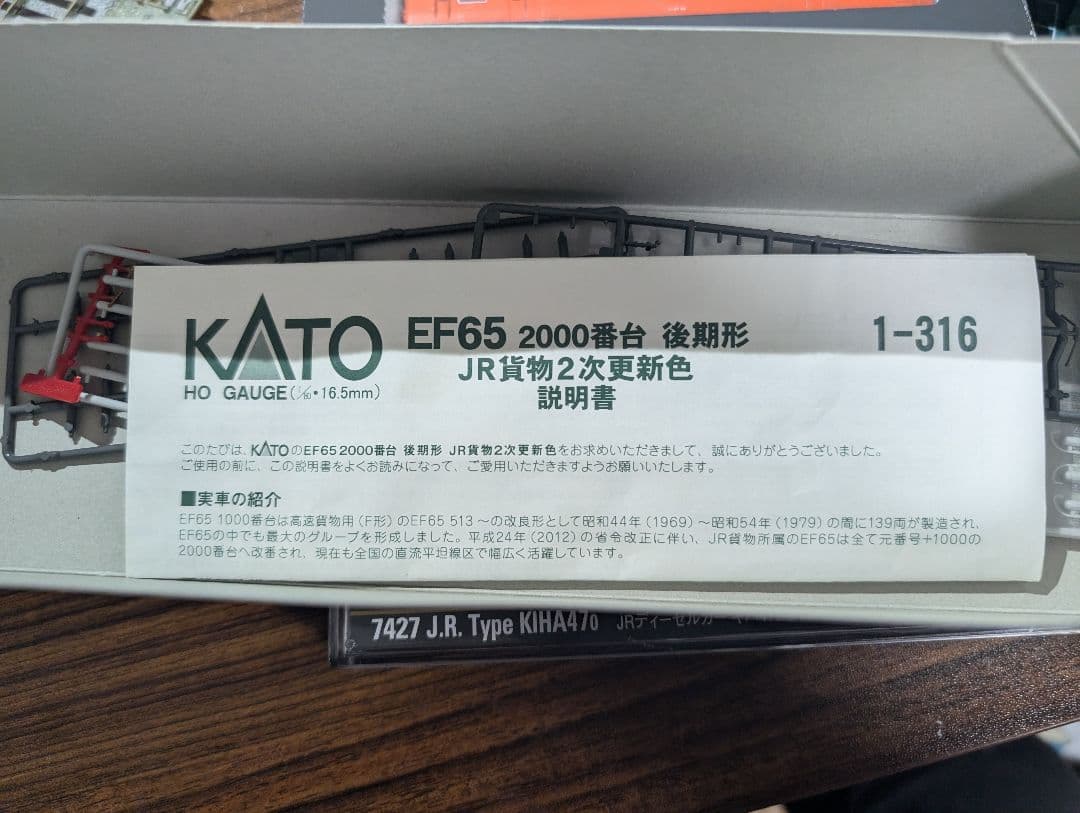 KATO EF65 2000番台 後期形 1-316
HO GAUGE(1/80・16.5mm) JR貨物2次更新色
説明書
このたびは、KATOのEF65 2000番台 後期形 JR貨物2次更新色をお求めいただきまして、誠にありがとうございました。
ご使用の前に、この説明書をよくお読みになって、ご愛用いただきますようお願いいたします。
■実車の紹介
EF65 1000番台は高速貨物用(F形)のEF65 513〜の改良形として昭和44年(1969)〜昭和54年(1979)の間に139両が製造され、
EF65の中でも最大のグループを形成しました。平成24年(2012)の省令改正に伴い、JR貨物所属のEF65は全て元番号+1000の
2000番台へ改番され、現在も全国の直流平坦線区で幅広く活躍しています。
7427 J.R. Type KIHA470 JRディーゼルカー